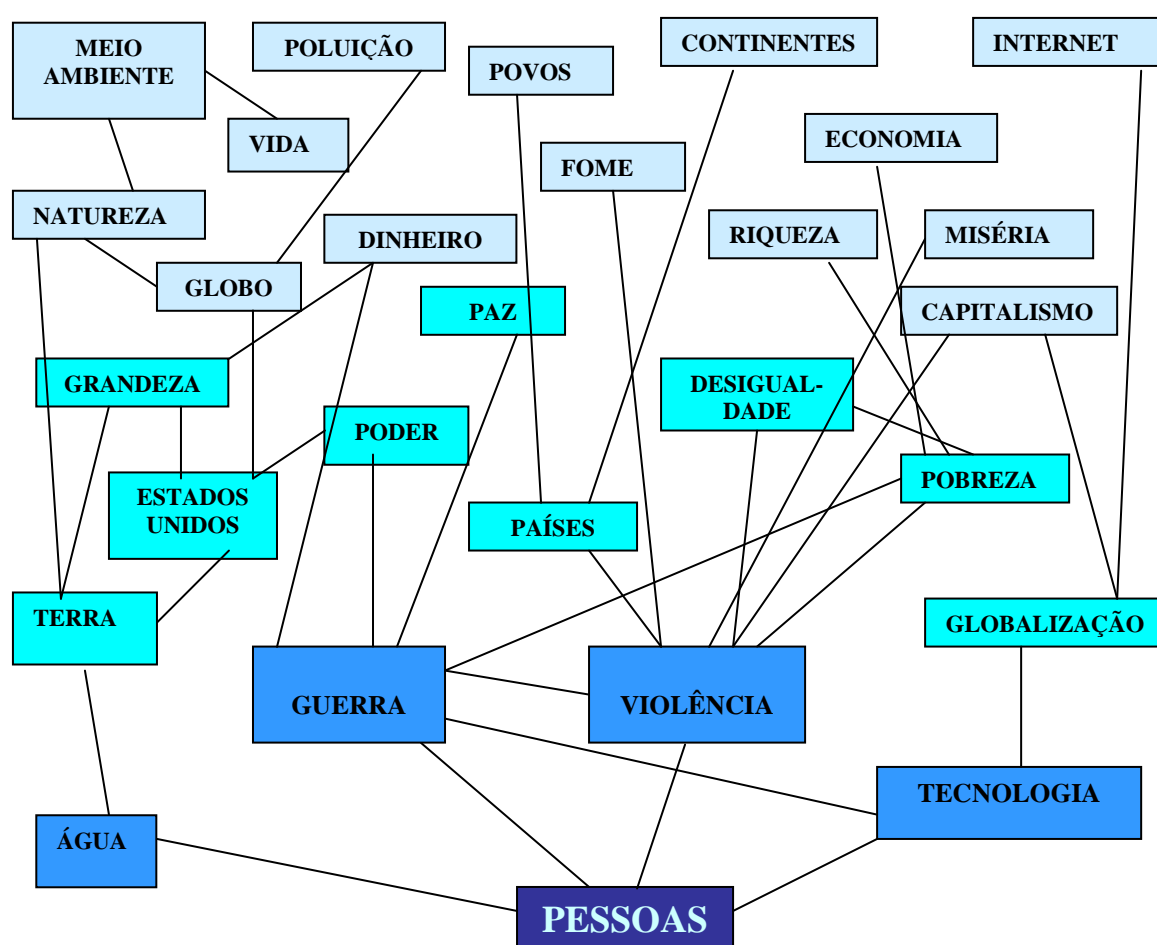 MEIO
AMBIENTE
POLUIÇÃO
POVOS
CONTINENTES
INTERNET
VIDA
FOME
ECONOMIA
NATUREZA
DINHEIRO
RIQUEZA
MISÉRIA
GLOBO
PAZ
CAPITALISMO
GRANDEZA
DESIGUAL-
DADE
PODER
ESTADOS
UNIDOS
PAÍSES
POBREZA
TERRA
GLOBALIZAÇÃO
GUERRA
VIOLÊNCIA
TECNOLOGIA
ÁGUA
PESSOAS